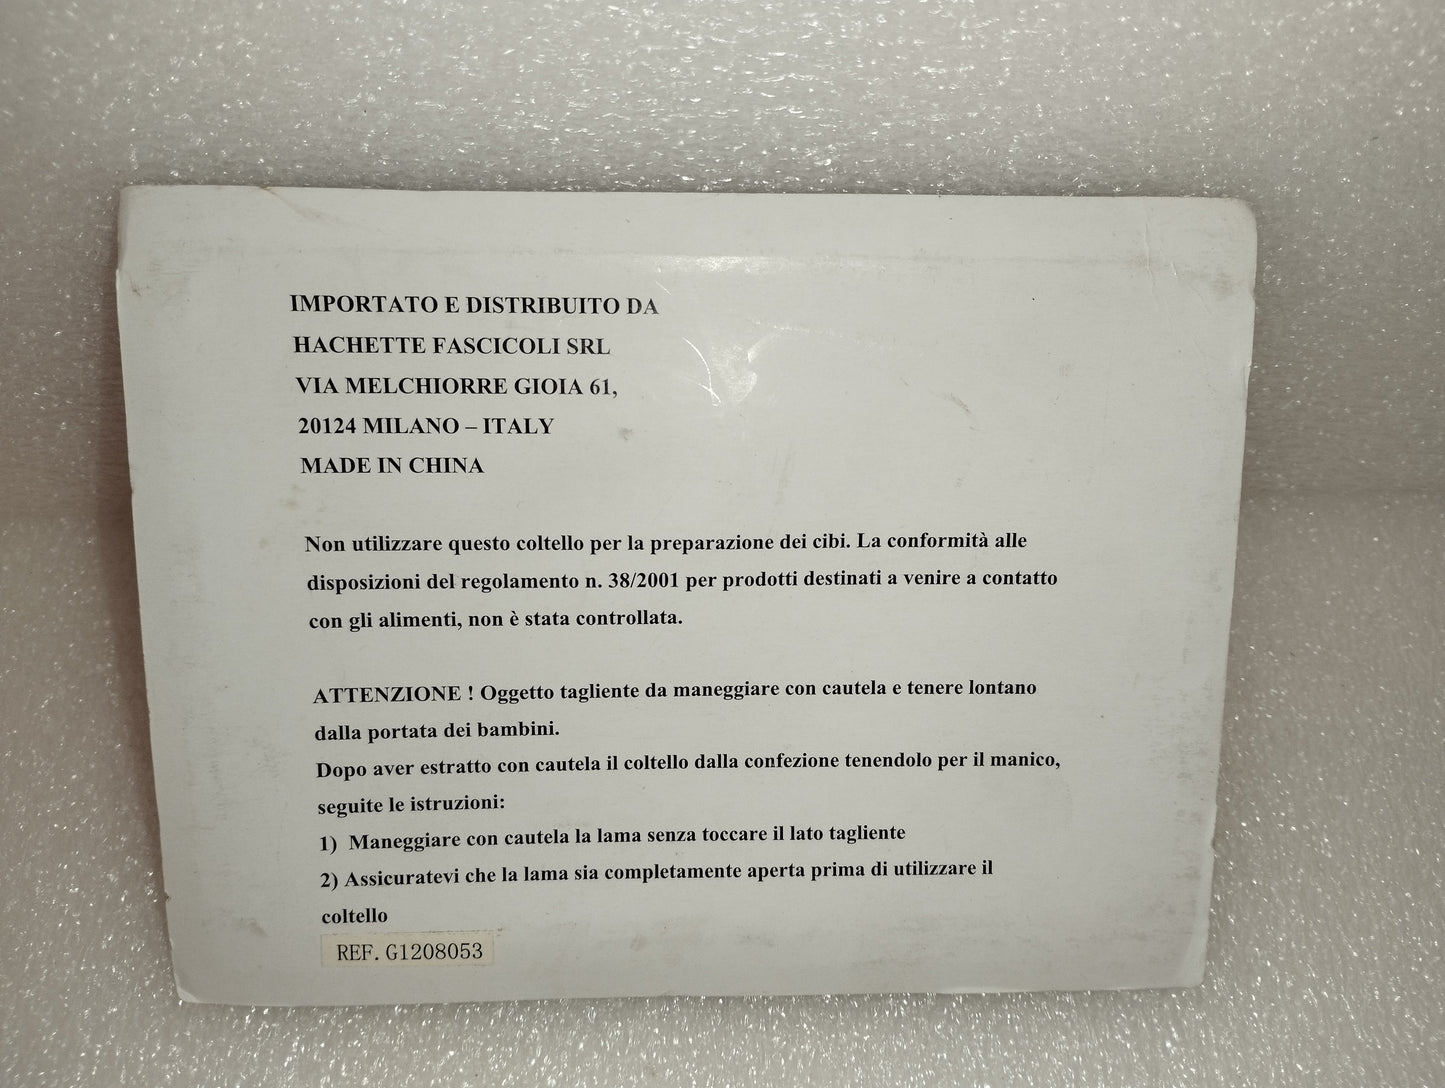 IMPORTATO E DISTRIBUITO DA
HACHETTE FASCICOLI SRL
VIA MELCHIORRE GIOIA 61,
20124 MILANO – ITALY
MADE IN CHINA
Non utilizzare questo coltello per la preparazione dei cibi. La conformità alle
disposizioni del regolamento n. 38/2001 per prodotti destinati a venire a contatto
con gli alimenti, non è stata controllata.
ATTENZIONE ! Oggetto tagliente da maneggiare con cautela e tenere lontano
dalla portata dei bambini.
Dopo aver estratto con cautela il coltello dalla confezione tenendolo per il manico,
seguite le istruzioni:
1) Maneggiare con cautela la lama senza toccare il lato tagliente
2) Assicuratevi che la lama sia completamente aperta prima di utilizzare il
coltello
REF. G1208053